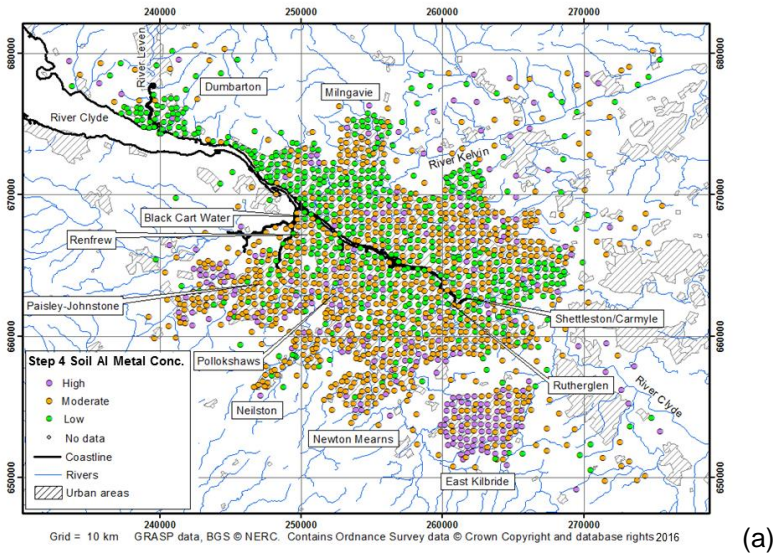 240000
250000
260000
270000
680000
680000
River Leven
Dumbarton
Milngavie
River Clyde
River Kelvin
670000
670000
Black Cart Water
Renfrew
Paisley-Johnstone
Shettleston/Carmyle
660000
660000
Pollokshaws
Rutherglen
River Clyde
Neilston
Newton Mearns
East Kilbride
650000
650000
Step 4 Soil Al Metal Conc.
High
Moderate
Low
No data
Coastline
Rivers
Urban areas
240000
250000
260000
270000
Grid = 10 km GRASP data, BGS © NERC. Contains Ordnance Survey data © Crown Copyright and database rights 2016
(a)